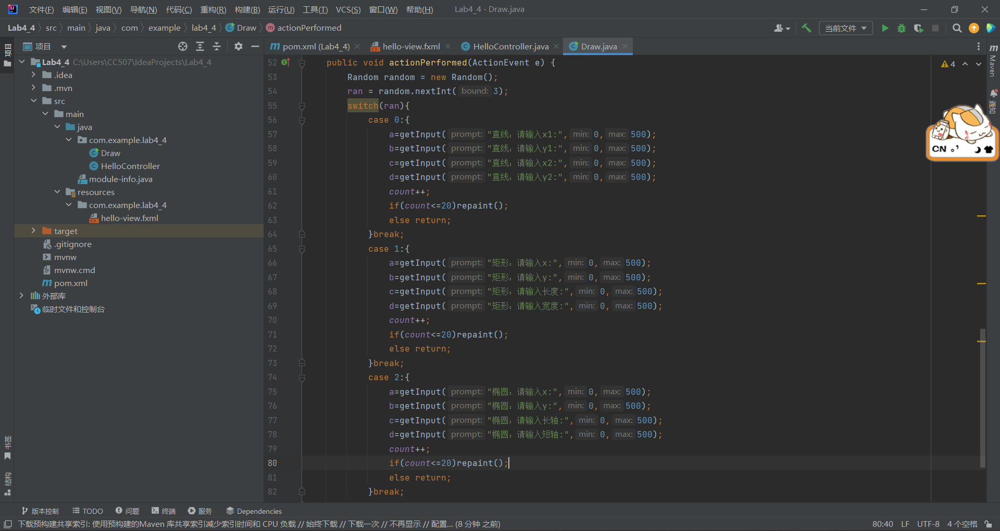 文件(F) 编辑(E) 视图(V) 导航(N) 代码(C) 重构(R) 构建(B) 运行(U) 工具(T) VCS(S) 窗口(W) 帮助(H) Lab4_4 - Draw.java
Lab4_4 src main java com example lab4_4 Draw m actionPerformed 当前文件
项目
项目
m pom.xml (Lab4_4) hello-view.fxml C HelloController.java C Draw.java
m Maven
通知
4
Lab4_4 C:\Users\CC507\IdeaProjects\Lab4_4
.idea
.mvn
src
main
java
com.example.lab4_4
C Draw
C HelloController
module-info.java
resources
com.example.lab4_4
hello-view.fxml
target
.gitignore
mvnw
mvnw.cmd
m pom.xml
外部库
临时文件和控制台
52 public void actionPerformed(ActionEvent e) {
53 Random random = new Random();
54 ran = random.nextInt( bound: 3);
55 switch(ran){
56 case 0:{
57 a=getInput( prompt: "直线：请输入x1:", min: 0, max: 500);
58 b=getInput( prompt: "直线：请输入y1:", min: 0, max: 500);
59 c=getInput( prompt: "直线：请输入x2:", min: 0, max: 500);
60 d=getInput( prompt: "直线：请输入y2:", min: 0, max: 500);
61 count++;
62 if(count<=20)repaint();
63 else return;
64 }break;
65 case 1:{
66 a=getInput( prompt: "矩形：请输入x:", min: 0, max: 500);
67 b=getInput( prompt: "矩形：请输入y:", min: 0, max: 500);
68 c=getInput( prompt: "矩形：请输入长度:", min: 0, max: 500);
69 d=getInput( prompt: "矩形：请输入宽度:", min: 0, max: 500);
70 count++;
71 if(count<=20)repaint();
72 else return;
73 }break;
74 case 2:{
75 a=getInput( prompt: "椭圆：请输入x:", min: 0, max: 500);
76 b=getInput( prompt: "椭圆：请输入y:", min: 0, max: 500);
77 c=getInput( prompt: "椭圆：请输入长轴:", min: 0, max: 500);
78 d=getInput( prompt: "椭圆：请输入短轴:", min: 0, max: 500);
79 count++;
80 if(count<=20)repaint();
81 else return;
82 }break;
CN 。’
书签
结构
版本控制 TODO 问题 终端 服务 Dependencies
下载预构建共享索引: 使用预构建的Maven 库共享索引减少索引时间和 CPU 负载 // 始终下载 // 下载一次 // 不再显示 // 配置... (8 分钟 之前) 80:40 LF UTF-8 4 个空格